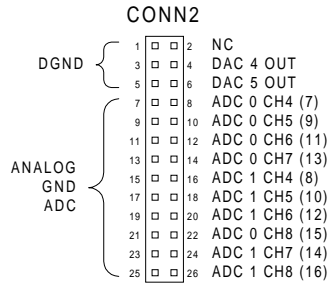 CONN2
1 2 NC
DGND 3 4 DAC 4 OUT
5 6 DAC 5 OUT
7 8 ADC 0 CH4 (7)
9 10 ADC 0 CH5 (9)
11 12 ADC 0 CH6 (11)
13 14 ADC 0 CH7 (13)
ANALOG 15 16 ADC 1 CH4 (8)
GND 17 18 ADC 1 CH5 (10)
ADC 19 20 ADC 1 CH6 (12)
21 22 ADC 0 CH8 (15)
23 24 ADC 1 CH7 (14)
25 26 ADC 1 CH8 (16)